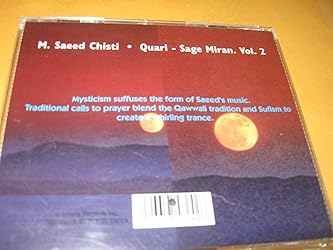 M. Saeed Chisti • Quari - Sage Miran. Vol. 2
Mysticism suffuses the form of Saeed's music.
Traditional calls to prayer blend the Qawwali tradition and Sufism to
create a whirling trance.